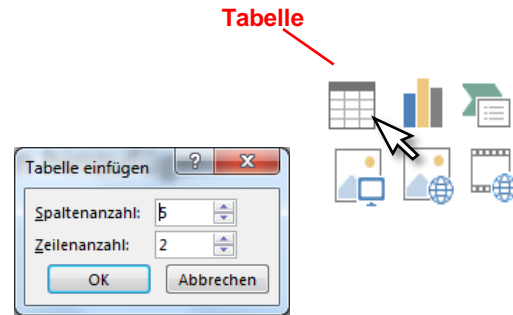 Tabelle
Tabelle einfügen ?
Spaltenanzahl: 5
Zeilenanzahl: 2
OK Abbrechen